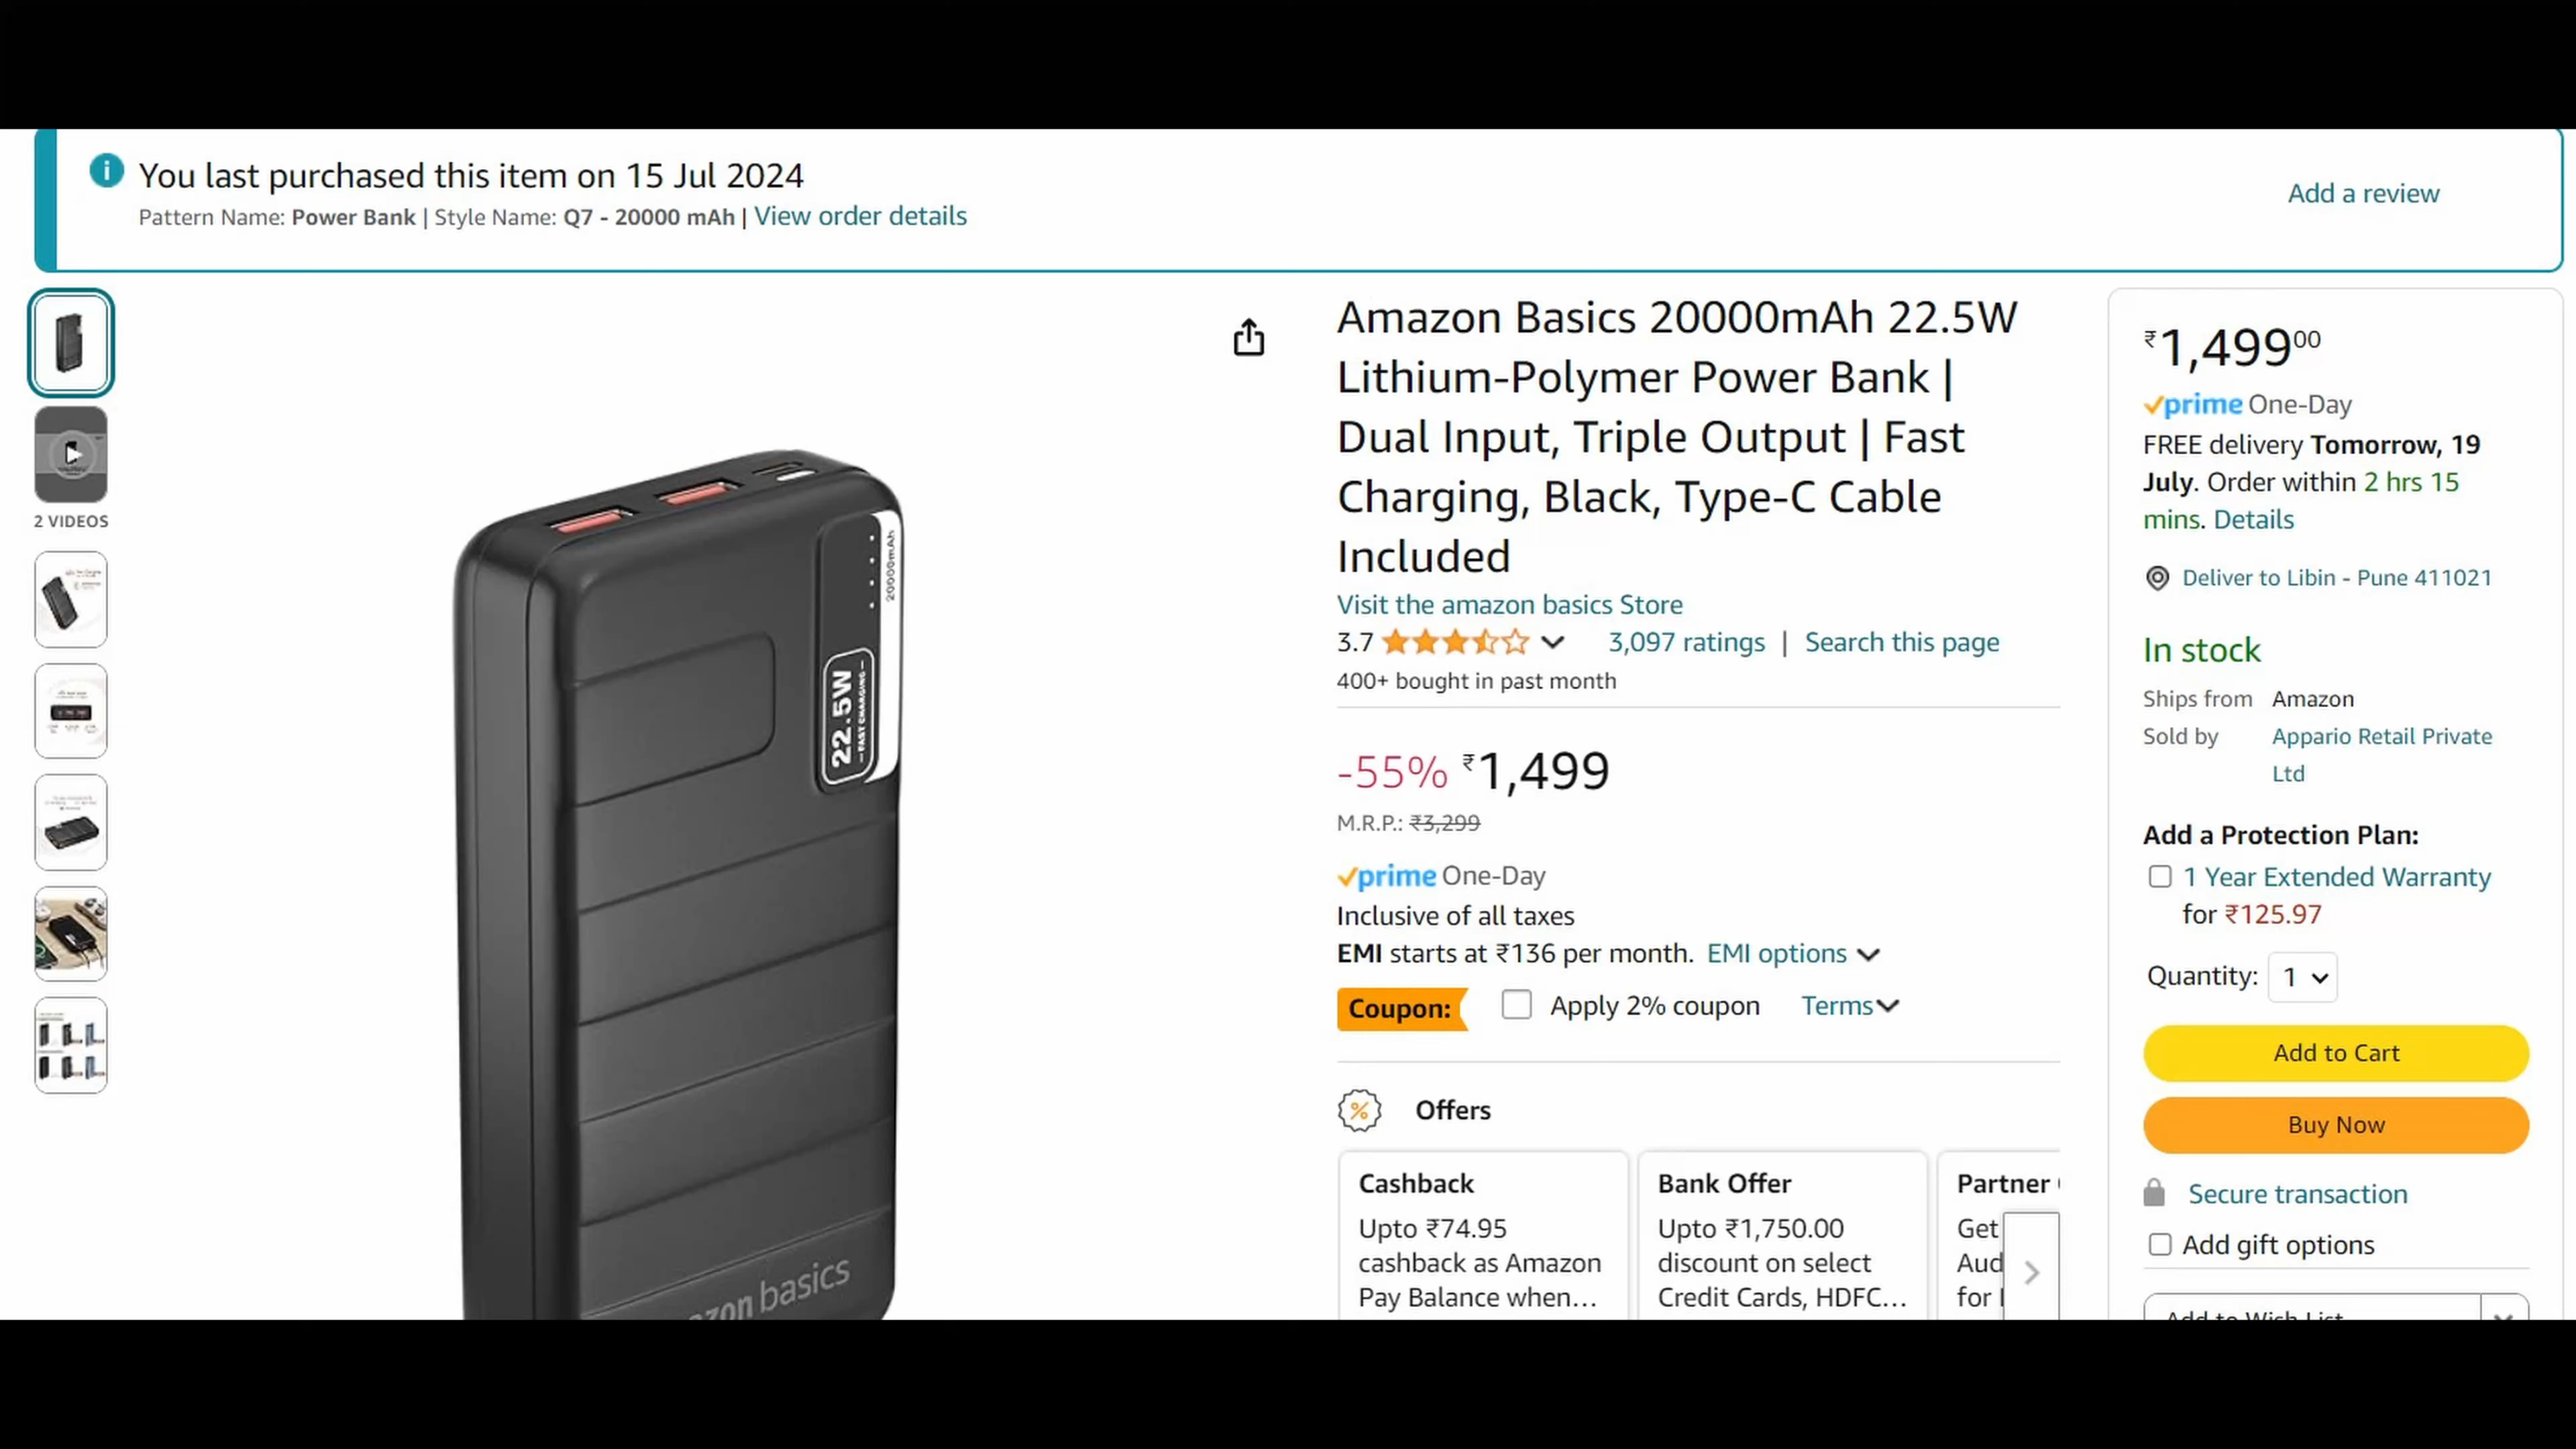 You last purchased this item on 15 Jul 2024
Pattern Name: Power Bank | Style Name: Q7 - 20000 mAh | View order details
Add a review
2 VIDEOS
20000mAh
22.5W
FAST CHARGING
amazon basics
Amazon Basics 20000mAh 22.5W
Lithium-Polymer Power Bank |
Dual Input, Triple Output | Fast
Charging, Black, Type-C Cable
Included
Visit the amazon basics Store
3.7
3,097 ratings | Search this page
400+ bought in past month
-55% ₹1,499
M.R.P.: ₹3,299
prime One-Day
Inclusive of all taxes
EMI starts at ₹136 per month. EMI options
Coupon: Apply 2% coupon Terms
% Offers
Cashback
Upto ₹74.95
cashback as Amazon
Pay Balance when...
Bank Offer
Upto ₹1,750.00
discount on select
Credit Cards, HDFC...
Partner
Get
Aud
for
₹1,499 00
prime One-Day
FREE delivery Tomorrow, 19
July. Order within 2 hrs 15
mins. Details
Deliver to Libin - Pune 411021
In stock
Ships from Amazon
Sold by Appario Retail Private
Ltd
Add a Protection Plan:
1 Year Extended Warranty
for ₹125.97
Quantity: 1
Add to Cart
Buy Now
Secure transaction
Add gift options
Add to Wish List